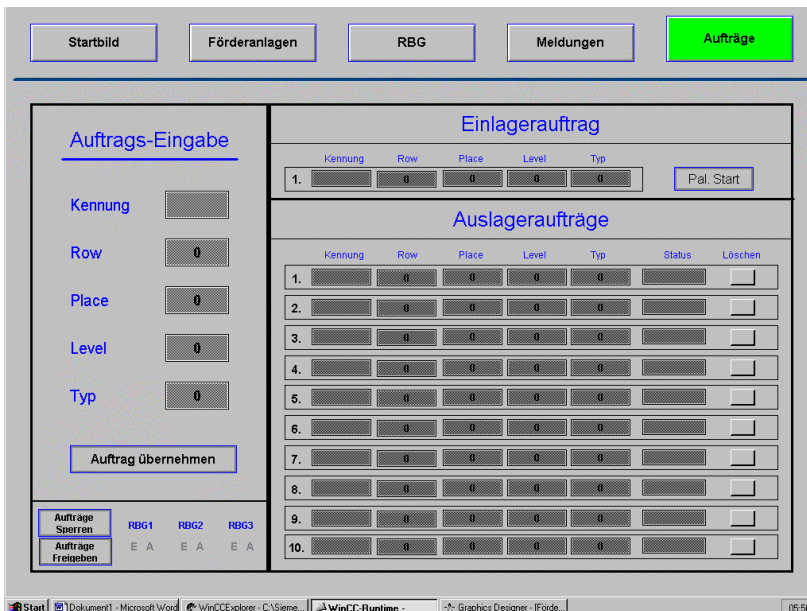 Startbild Förderanlagen RBG Meldungen Aufträge
Auftrags-Eingabe
Kennung
Row 0
Place 0
Level 0
Typ 0
Auftrag übernehmen
Aufträge Sperren RBG1 RBG2 RBG3
Aufträge Freigeben E A E A E A
Einlagerauftrag
Kennung Row Place Level Typ
1. 0 0 0 0 Pal. Start
Auslageraufträge
Kennung Row Place Level Typ Status Löschen
1. 0 0 0 0
2. 0 0 0 0
3. 0 0 0 0
4. 0 0 0 0
5. 0 0 0 0
6. 0 0 0 0
7. 0 0 0 0
8. 0 0 0 0
9. 0 0 0 0
10. 0 0 0 0
Start Dokument1 - Microsoft Word WinCCExplorer - C:\Sieme... WinCC-Runtime - Graphics Designer - [Förde...